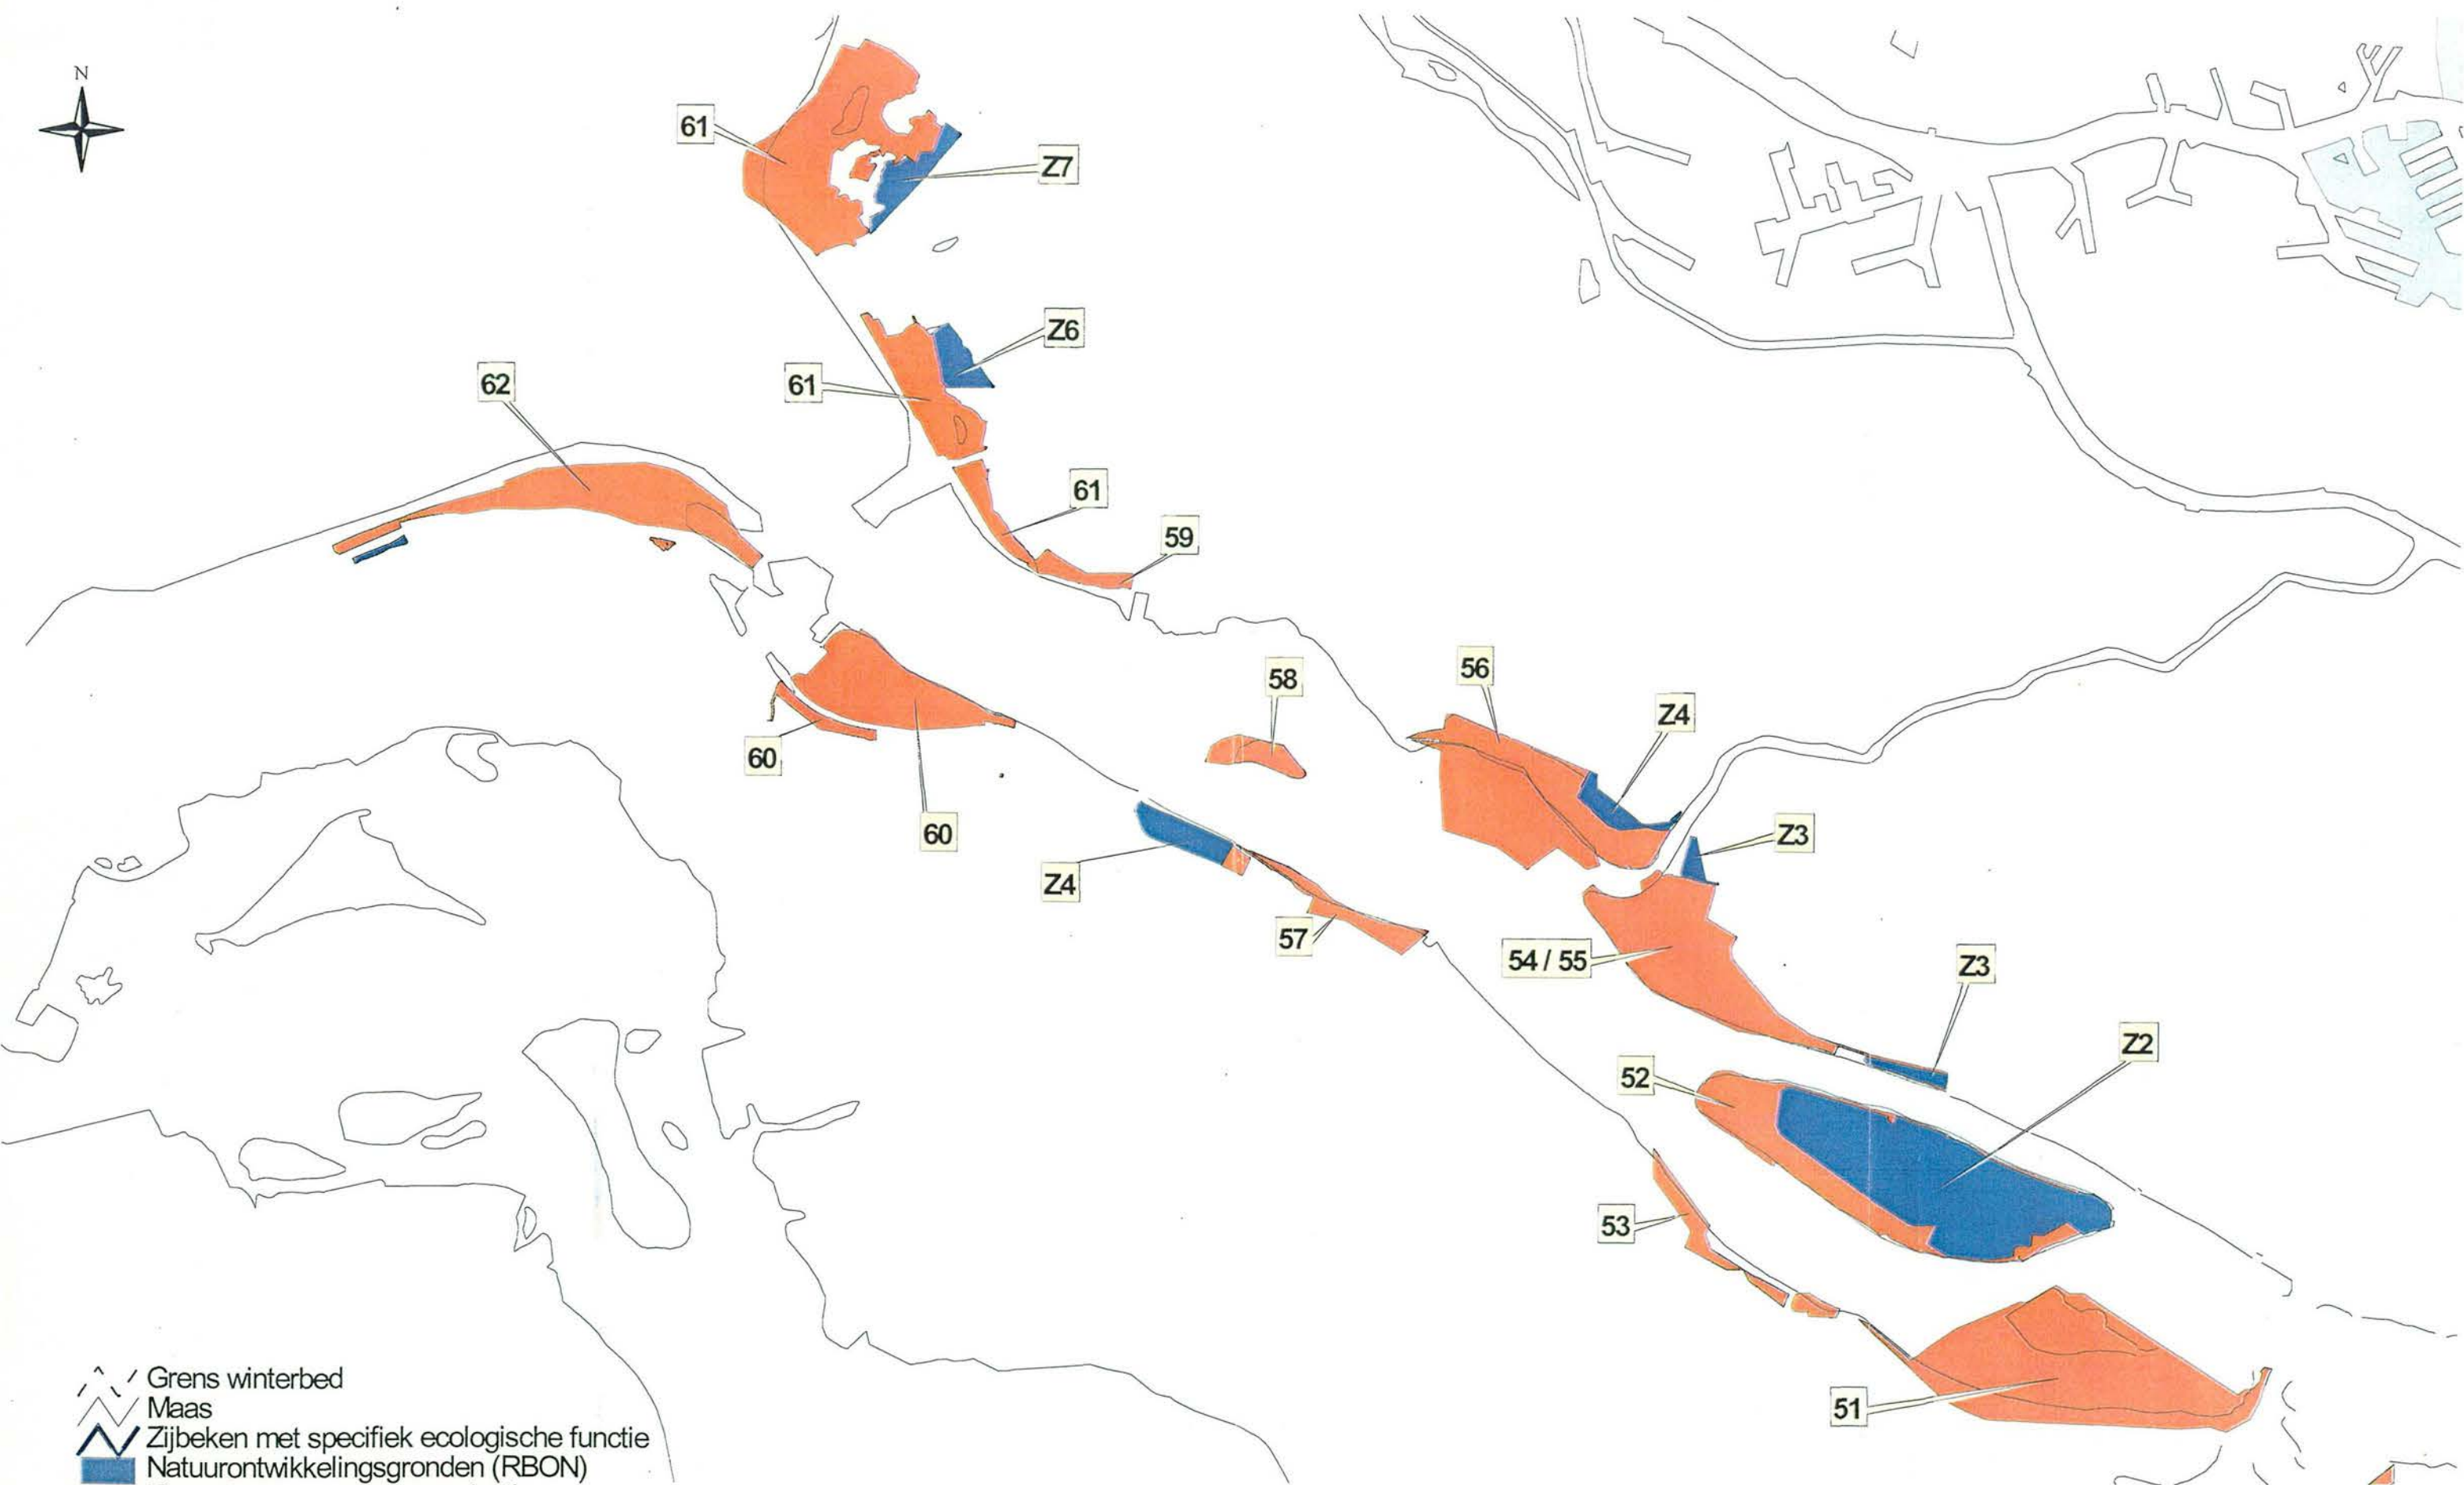 N
61
Z7
Z6
62
61
61
59
56
58
Z4
60
60
Z3
Z4
57
54 / 55
Z3
Z2
52
53
51
Grens winterbed
Maas
Zijbeken met specifiek ecologische functie
Natuurontwikkelingsgronden (RBON)